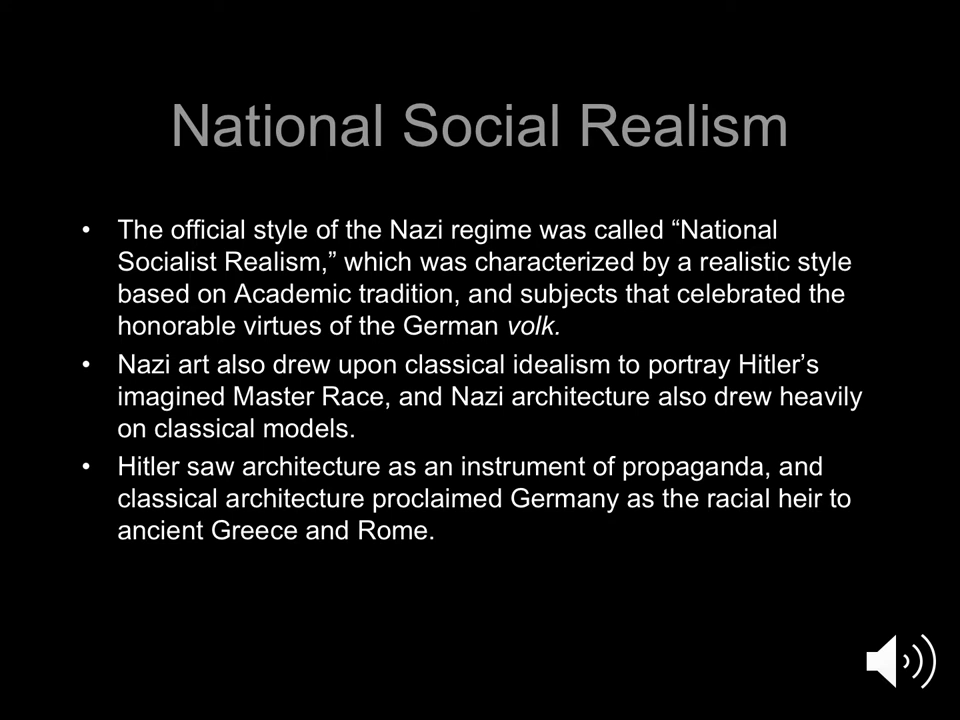 National Social Realism
• The official style of the Nazi regime was called “National
Socialist Realism,” which was characterized by a realistic style
based on Academic tradition, and subjects that celebrated the
honorable virtues of the German volk.
• Nazi art also drew upon classical idealism to portray Hitler’s
imagined Master Race, and Nazi architecture also drew heavily
on classical models.
• Hitler saw architecture as an instrument of propaganda, and
classical architecture proclaimed Germany as the racial heir to
ancient Greece and Rome.